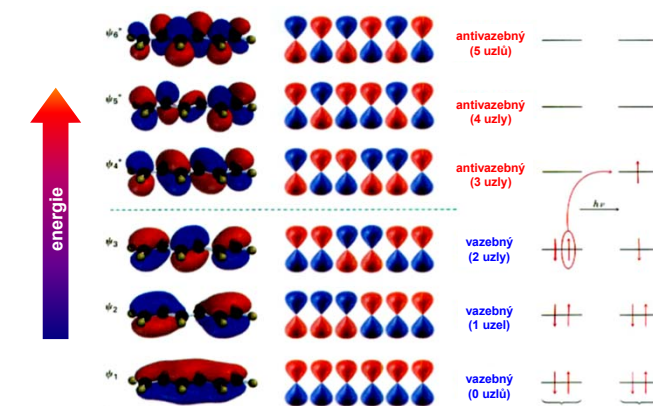 ψ₆*
antivazebný
(5 uzlů)
ψ₅*
antivazebný
(4 uzly)
ψ₄*
antivazebný
(3 uzly)
energie
hν
ψ₃
vazebný
(2 uzly)
ψ₂
vazebný
(1 uzel)
ψ₁
vazebný
(0 uzlů)